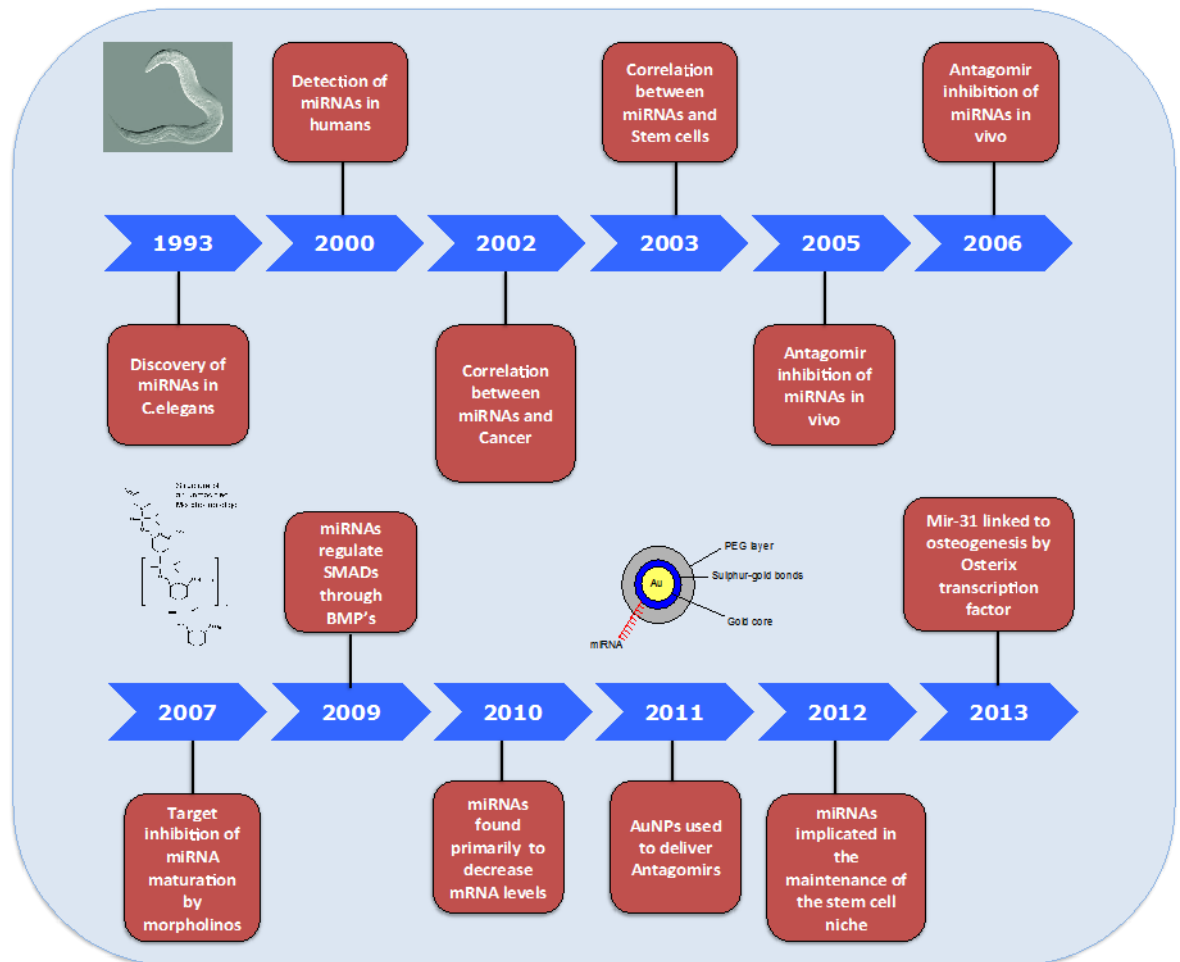 Detection of
miRNAs in
humans
Correlation
between
miRNAs and
Stem cells
Antagomir
inhibition of
miRNAs in
vivo
1993
2000
2002
2003
2005
2006
Discovery of
miRNAs in
C.elegans
Correlation
between
miRNAs and
Cancer
Antagomir
inhibition of
miRNAs in
vivo
miRNAs
regulate
SMADs
through
BMP's
PEG layer
Sulphur-gold bonds
Gold core
Au
miRNA
Mir-31 linked to
osteogenesis by
Osterix
transcription
factor
2007
2009
2010
2011
2012
2013
Target
inhibition of
miRNA
maturation
by
morpholinos
miRNAs
found
primarily to
decrease
mRNA levels
AuNPs used
to deliver
Antagomirs
miRNAs
implicated in
the
maintenance of
the stem cell
niche